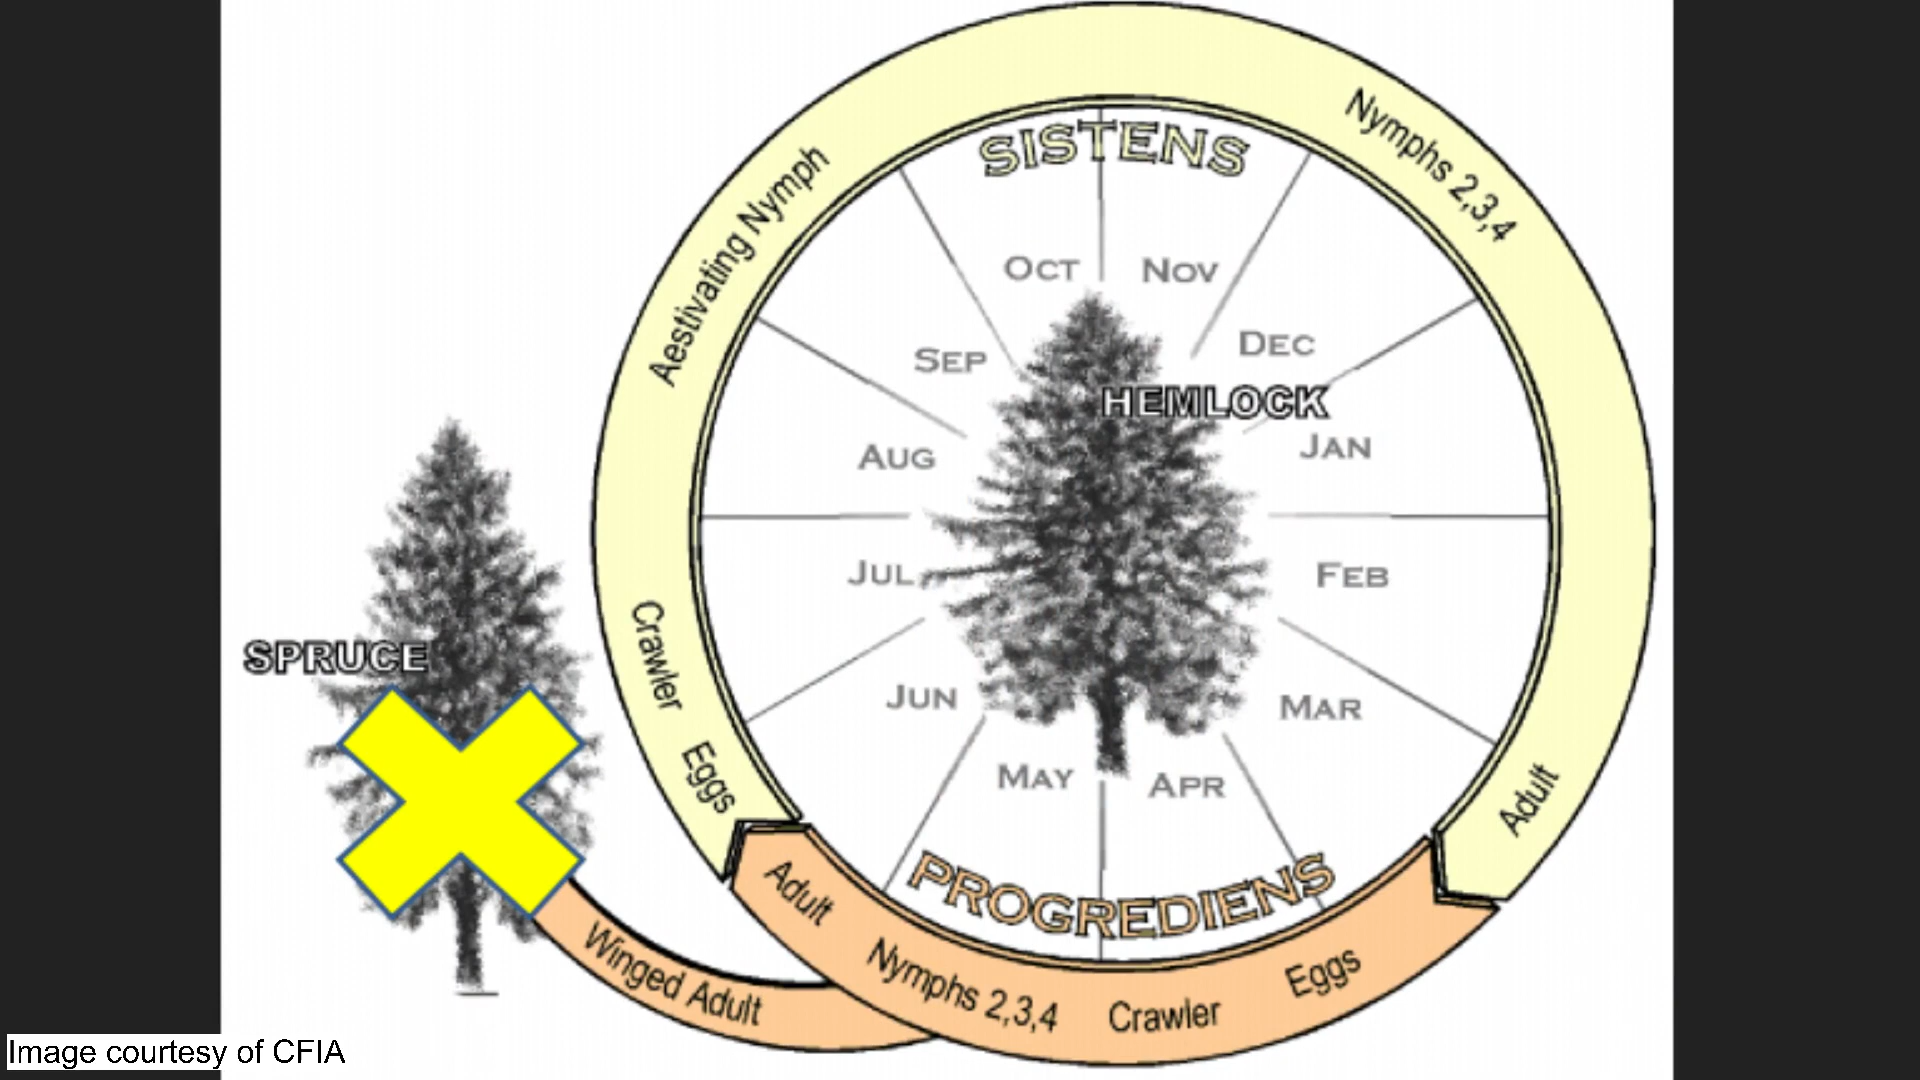 SISTENS
Nymphs 2,3,4
Aestivating Nymph
OCT
NOV
SEP
DEC
HEMLOCK
AUG
JAN
JUL
FEB
Crawler
SPRUCE
JUN
MAR
Eggs
MAY
APR
Adult
PROGREDIENS
Adult
Nymphs 2,3,4
Crawler
Eggs
Winged Adult
Image courtesy of CFIA